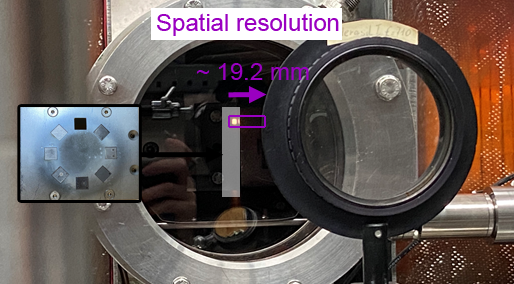 Spatial resolution
~ 19.2 mm